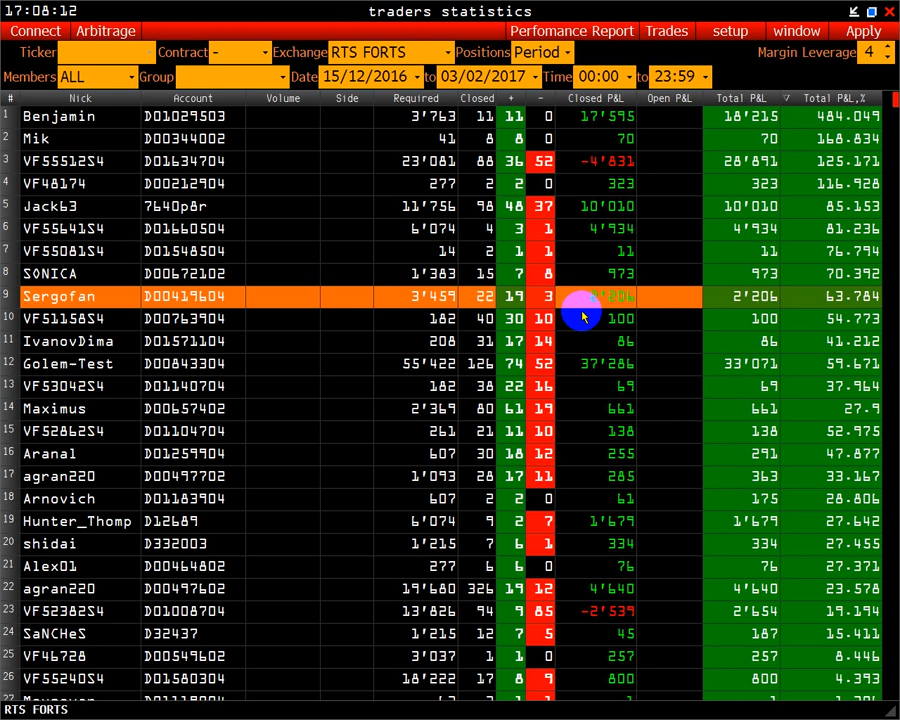 17:08:12 traders statistics
Connect Arbitrage Perfomance Report Trades setup window Apply
Ticker Contract - Exchange RTS FORTS Positions Period Margin Leverage 4
Members ALL Group Date 15/12/2016 to 03/02/2017 Time 00:00 to 23:59
# Nick Account Volume Side Required Closed + - Closed P&L Open P&L Total P&L Total P&L,%
1 Benjamin D01029503 3'763 11 11 0 17'595 18'215 484.049
2 Mik D00344002 41 8 8 0 70 70 168.834
3 VF55512S4 D01634704 23'081 88 36 52 -4'831 28'891 125.171
4 VF48174 D00212904 277 2 2 0 323 323 116.928
5 Jack63 7640p8r 11'756 98 48 37 10'010 10'010 85.153
6 VF55641S4 D01660504 6'074 4 3 1 4'934 4'934 81.236
7 VF55081S4 D01548504 14 2 1 1 11 11 76.794
8 SONICA D00672102 1'383 15 7 8 973 973 70.392
9 Sergofan D00419604 3'459 22 19 3 2'206 2'206 63.784
10 VF51158S4 D00763904 182 40 30 10 100 100 54.773
11 IvanovDima D01571104 208 31 17 14 86 86 41.212
12 Golem-Test D00843304 55'422 126 74 52 37'286 33'071 59.671
13 VF53042S4 D01140704 182 38 22 16 69 69 37.964
14 Maximus D00657402 2'369 80 61 19 661 661 27.9
15 VF52862S4 D01104704 261 21 11 10 138 138 52.975
16 Aranal D01259904 607 30 18 12 255 291 47.877
17 agran220 D00497702 1'093 28 17 11 285 363 33.167
18 Arnovich D01183904 607 2 2 0 61 175 28.806
19 Hunter_Thomp D12689 6'074 9 2 7 1'679 1'679 27.642
20 shidai D332003 1'215 7 6 1 334 334 27.455
21 Alex01 D00464802 277 6 6 0 76 76 27.371
22 agran220 D00497602 19'680 326 19 12 4'640 4'640 23.578
23 VF52382S4 D01008704 13'826 94 9 85 -2'539 2'654 19.194
24 SaNCHeS D32437 1'215 12 7 5 45 187 15.411
25 VF46728 D00549602 3'037 1 1 0 257 257 8.446
26 VF55240S4 D01580304 18'222 17 8 9 800 800 4.393
27
RTS FORTS